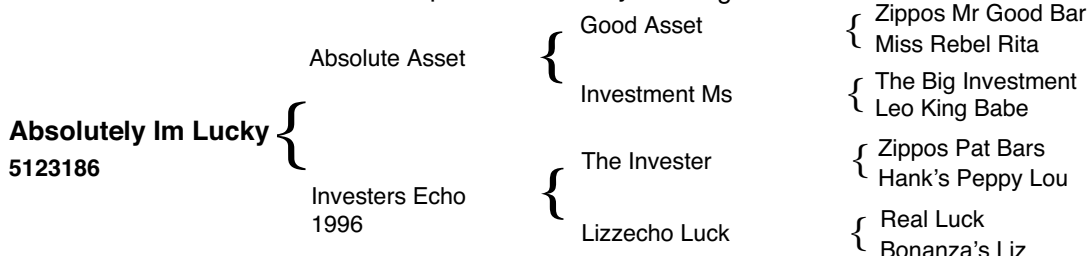 Absolutely Im Lucky
5123186
Absolute Asset
Investers Echo
1996
Good Asset
Investment Ms
The Invester
Lizzecho Luck
Zippos Mr Good Bar
Miss Rebel Rita
The Big Investment
Leo King Babe
Zippos Pat Bars
Hank's Peppy Lou
Real Luck
Bonanza's Liz